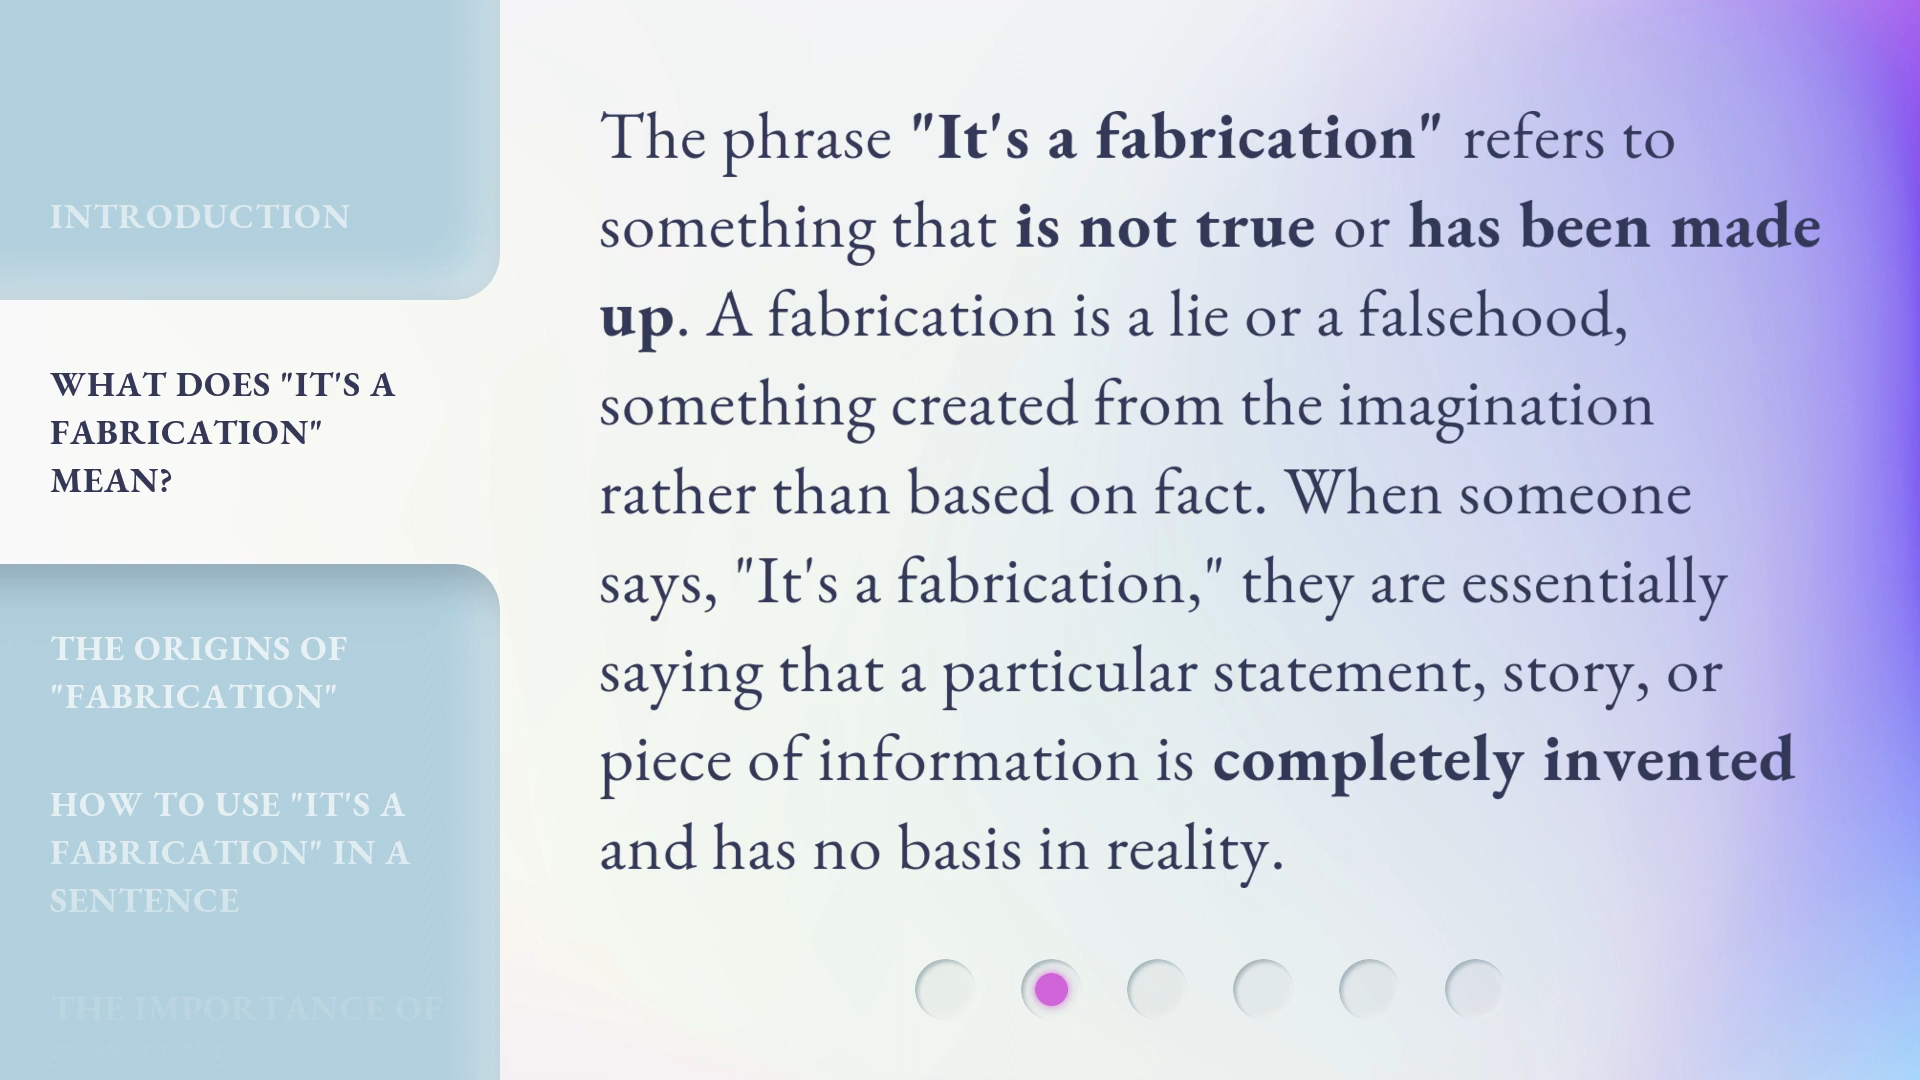 INTRODUCTION
WHAT DOES "IT'S A
FABRICATION"
MEAN?
THE ORIGINS OF
"FABRICATION"
HOW TO USE "IT'S A
FABRICATION" IN A
SENTENCE
THE IMPORTANCE OF
The phrase "It's a fabrication" refers to
something that is not true or has been made
up. A fabrication is a lie or a falsehood,
something created from the imagination
rather than based on fact. When someone
says, "It's a fabrication," they are essentially
saying that a particular statement, story, or
piece of information is completely invented
and has no basis in reality.